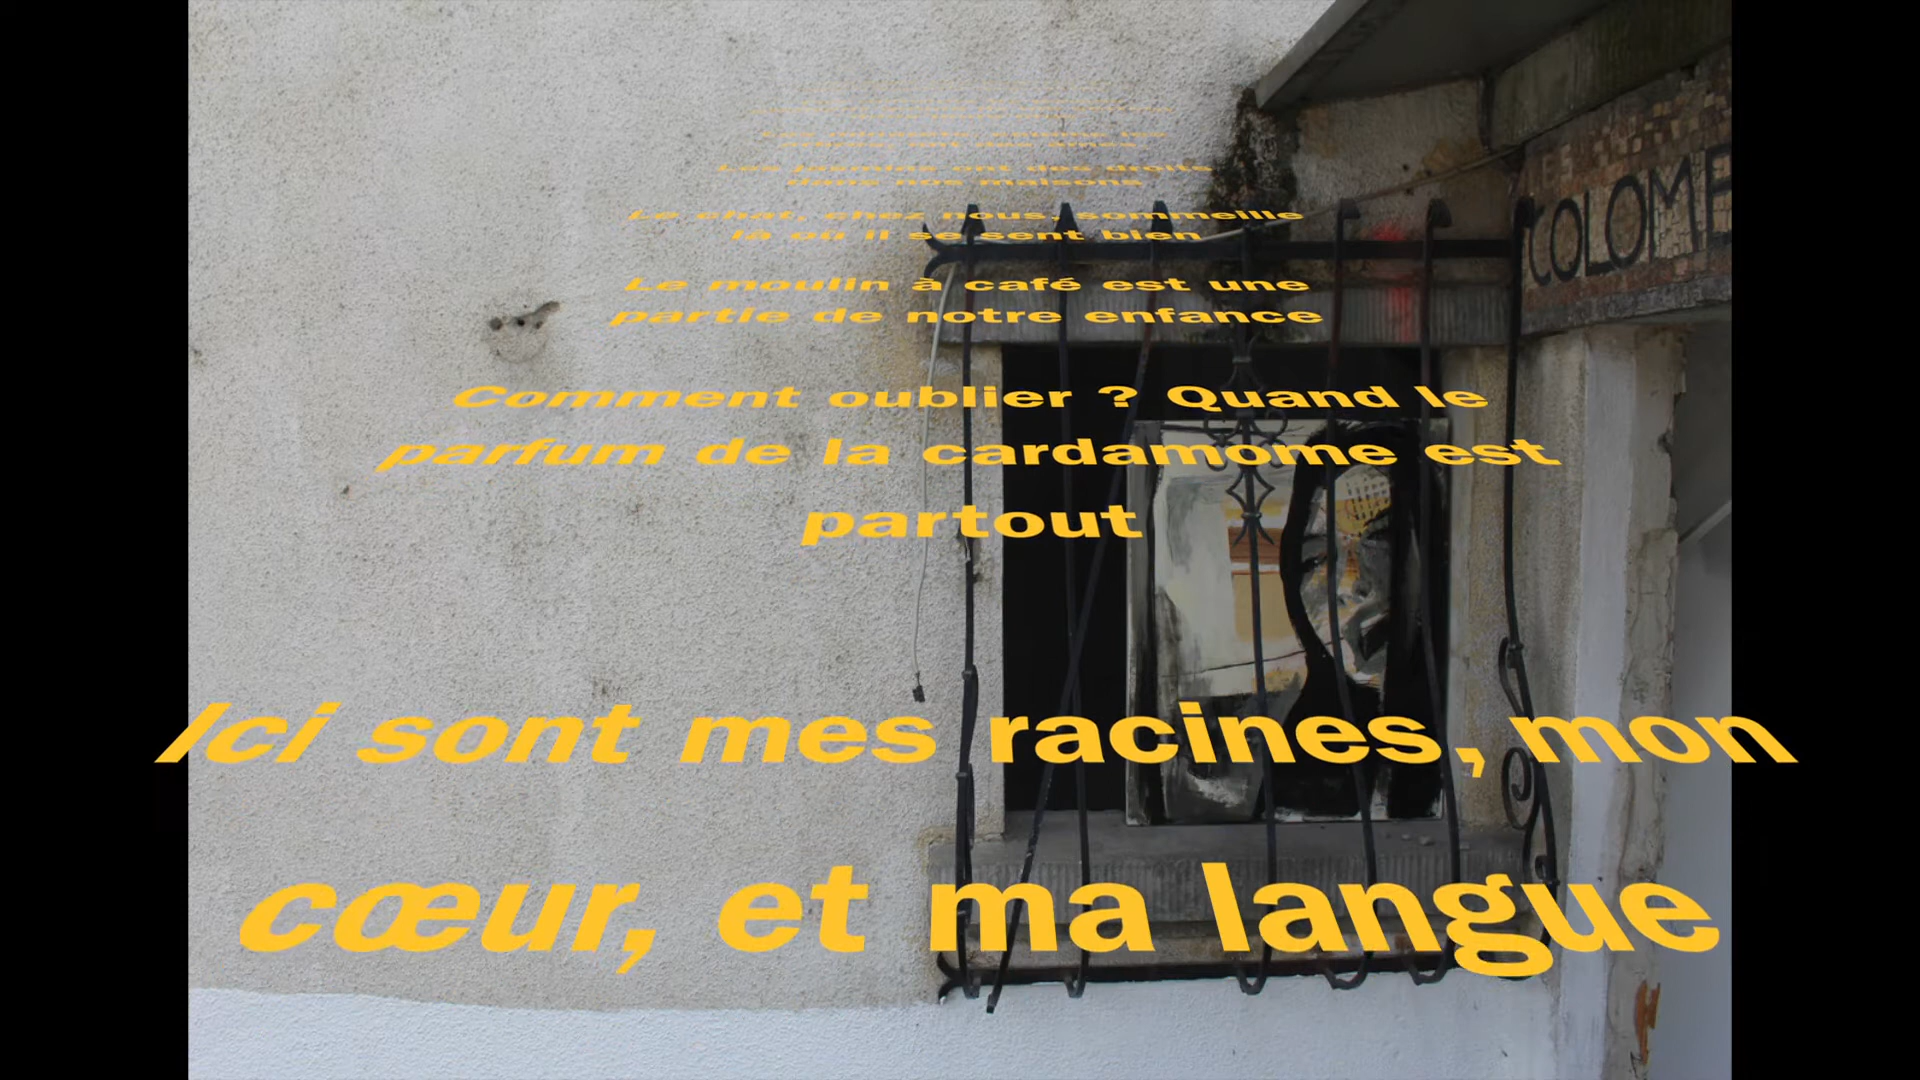 Les jasmins ont des droits
dans nos maisons
Le chat, chez nous, sommeille
là où il se sent bien
Le moulin à café est une
partie de notre enfance
Comment oublier ? Quand le
parfum de la cardamome est
partout
Ici sont mes racines, mon
cœur, et ma langue
COLOME